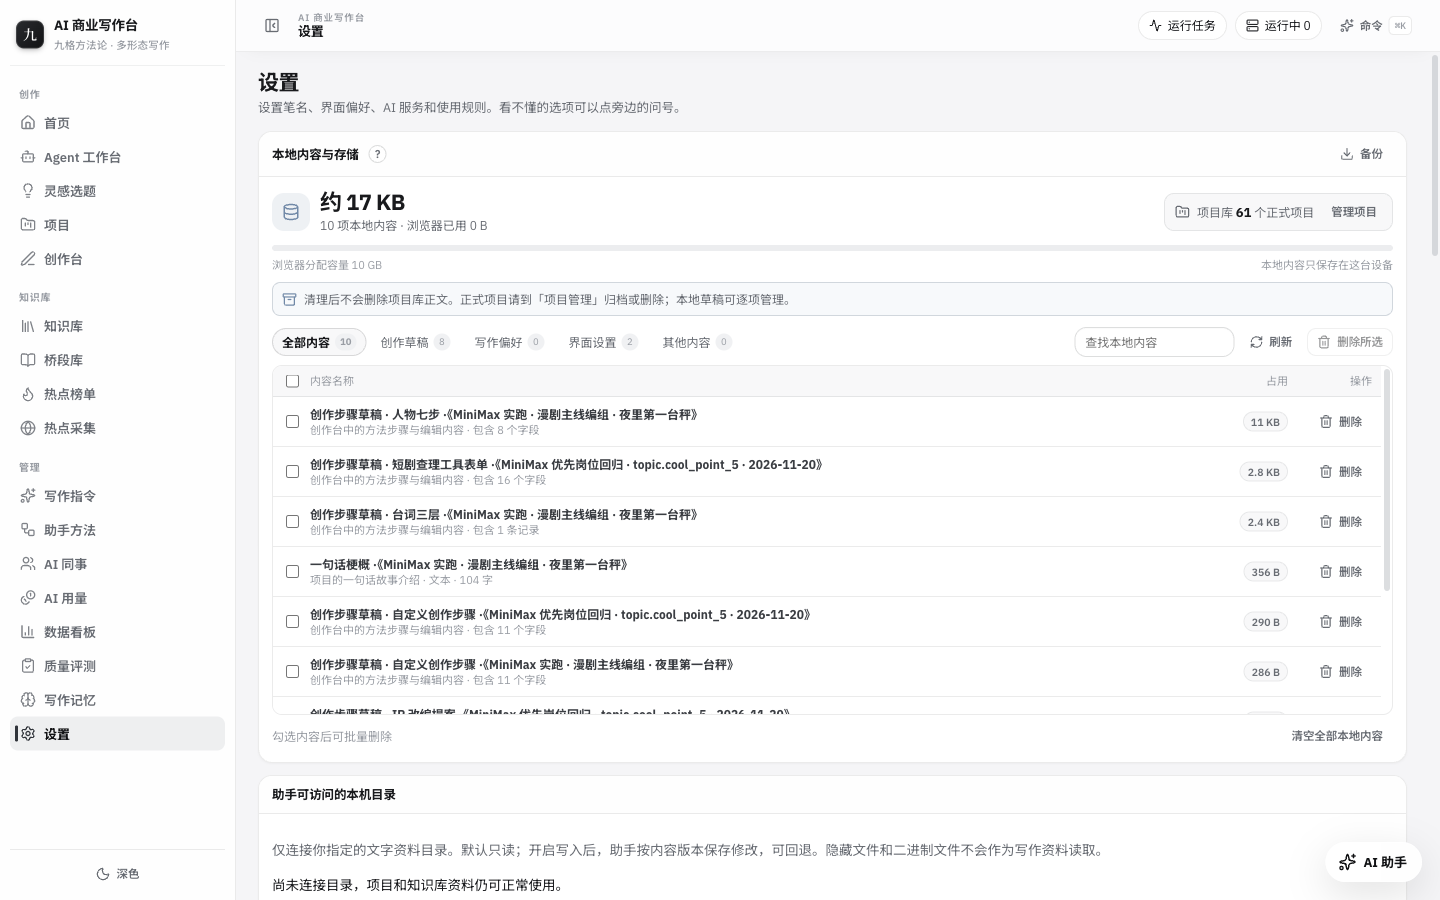 九
AI 商业写作台
九格方法论 · 多形态写作
创作
首页
Agent 工作台
灵感选题
项目
创作台
知识库
知识库
桥段库
热点榜单
热点采集
管理
写作指令
助手方法
AI 同事
AI 用量
数据看板
质量评测
写作记忆
设置
深色
AI 商业写作台
设置
运行任务
运行中 0
命令 ⌘K
设置
设置笔名、界面偏好、AI 服务和使用规则。看不懂的选项可以点旁边的问号。
本地内容与存储 ?
备份
约 17 KB
10 项本地内容 · 浏览器已用 0 B
项目库 61 个正式项目 管理项目
浏览器分配容量 10 GB
本地内容只保存在这台设备
清理后不会删除项目库正文。正式项目请到「项目管理」归档或删除；本地草稿可逐项管理。
全部内容 10 创作草稿 8 写作偏好 0 界面设置 2 其他内容 0
查找本地内容 刷新 删除所选
内容名称 占用 操作
创作步骤草稿 · 人物七步 ·《MiniMax 实跑 · 漫剧主线编组 · 夜里第一台秤》
创作台中的方法步骤与编辑内容 · 包含 8 个字段
11 KB 删除
创作步骤草稿 · 短剧查理工具表单 ·《MiniMax 优先岗位回归 · topic.cool_point_5 · 2026-11-20》
创作台中的方法步骤与编辑内容 · 包含 16 个字段
2.8 KB 删除
创作步骤草稿 · 台词三层 ·《MiniMax 实跑 · 漫剧主线编组 · 夜里第一台秤》
创作台中的方法步骤与编辑内容 · 包含 1 条记录
2.4 KB 删除
一句话梗概 ·《MiniMax 实跑 · 漫剧主线编组 · 夜里第一台秤》
项目的一句话故事介绍 · 文本 · 104 字
356 B 删除
创作步骤草稿 · 自定义创作步骤 ·《MiniMax 优先岗位回归 · topic.cool_point_5 · 2026-11-20》
创作台中的方法步骤与编辑内容 · 包含 11 个字段
290 B 删除
创作步骤草稿 · 自定义创作步骤 ·《MiniMax 实跑 · 漫剧主线编组 · 夜里第一台秤》
创作台中的方法步骤与编辑内容 · 包含 11 个字段
286 B 删除
创作步骤草稿 · IP 改编提案 ·《MiniMax 优先岗位回归 · topic.cool_point_5 · 2026-11-20》
勾选内容后可批量删除
清空全部本地内容
助手可访问的本机目录
仅连接你指定的文字资料目录。默认只读；开启写入后，助手按内容版本保存修改，可回退。隐藏文件和二进制文件不会作为写作资料读取。
尚未连接目录，项目和知识库资料仍可正常使用。
AI 助手